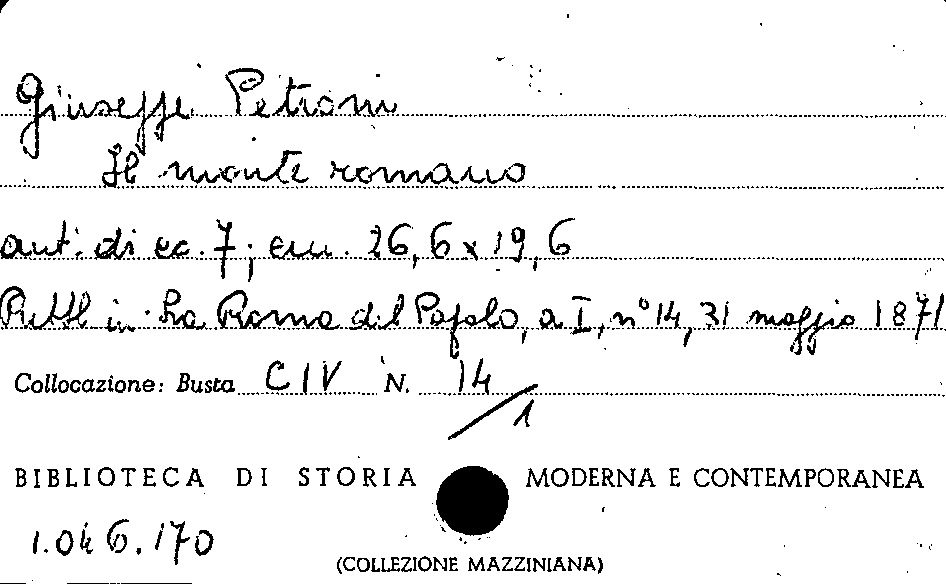 Giuseppe Petroni
Il monte romano
aut. di cc. 7; cm. 26,6 x 19,6
Pubbl in La Roma del Popolo, a I, n° 14, 31 maggio 1871
Collocazione: Busta CIV N. 14/1
BIBLIOTECA DI STORIA MODERNA E CONTEMPORANEA
1.046.170
(COLLEZIONE MAZZINIANA)